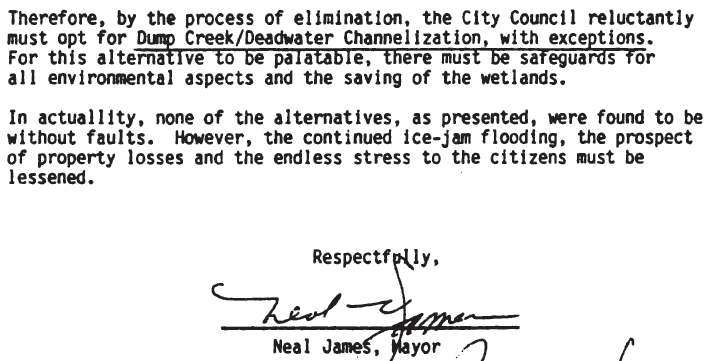 Therefore, by the process of elimination, the City Council reluctantly
must opt for Dump Creek/Deadwater Channelization, with exceptions.
For this alternative to be palatable, there must be safeguards for
all environmental aspects and the saving of the wetlands.
In actuallity, none of the alternatives, as presented, were found to be
without faults. However, the continued ice-jam flooding, the prospect
of property losses and the endless stress to the citizens must be
lessened.
Respectfully,
Neal James
Neal James, Mayor